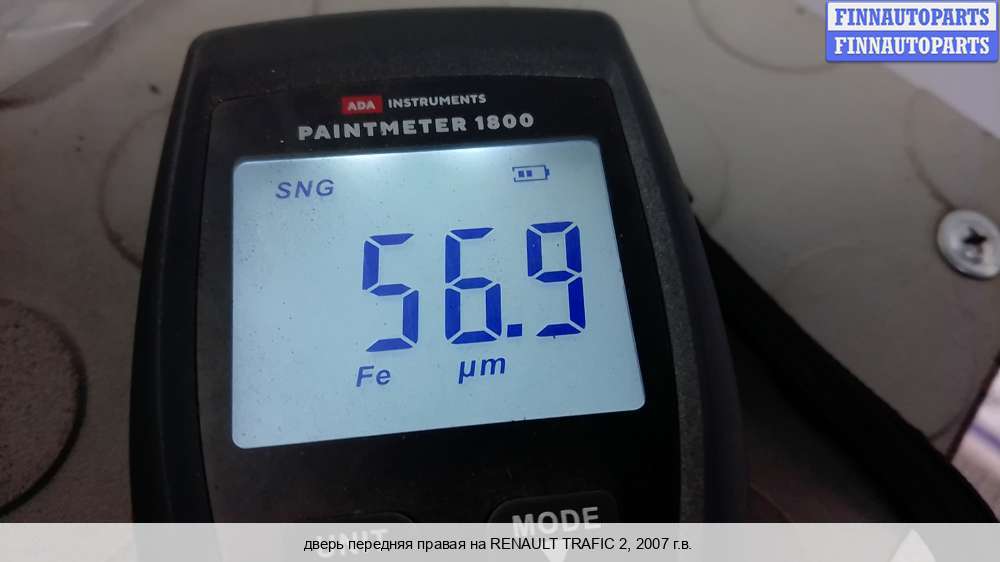 FINNAUTOPARTS
FINNAUTOPARTS
ADA INSTRUMENTS
PAINTMETER 1800
SNG
56.9
Fe µm
UNIT
MODE
дверь передняя правая на RENAULT TRAFIC 2, 2007 г.в.